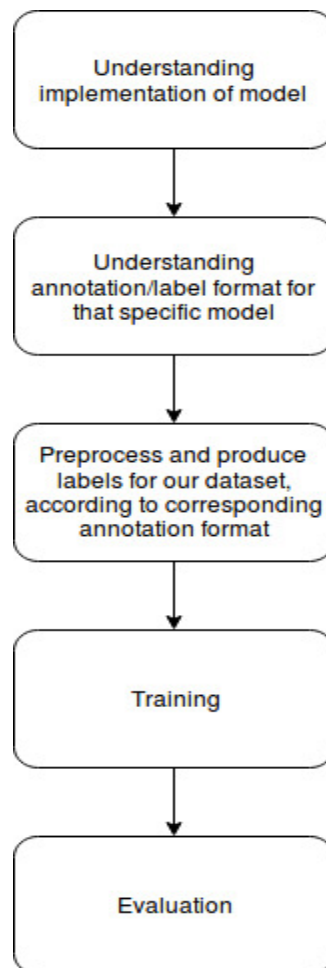 Understanding
implementation of model
Understanding
annotation/label format for
that specific model
Preprocess and produce
labels for our dataset,
according to corresponding
annotation format
Training
Evaluation